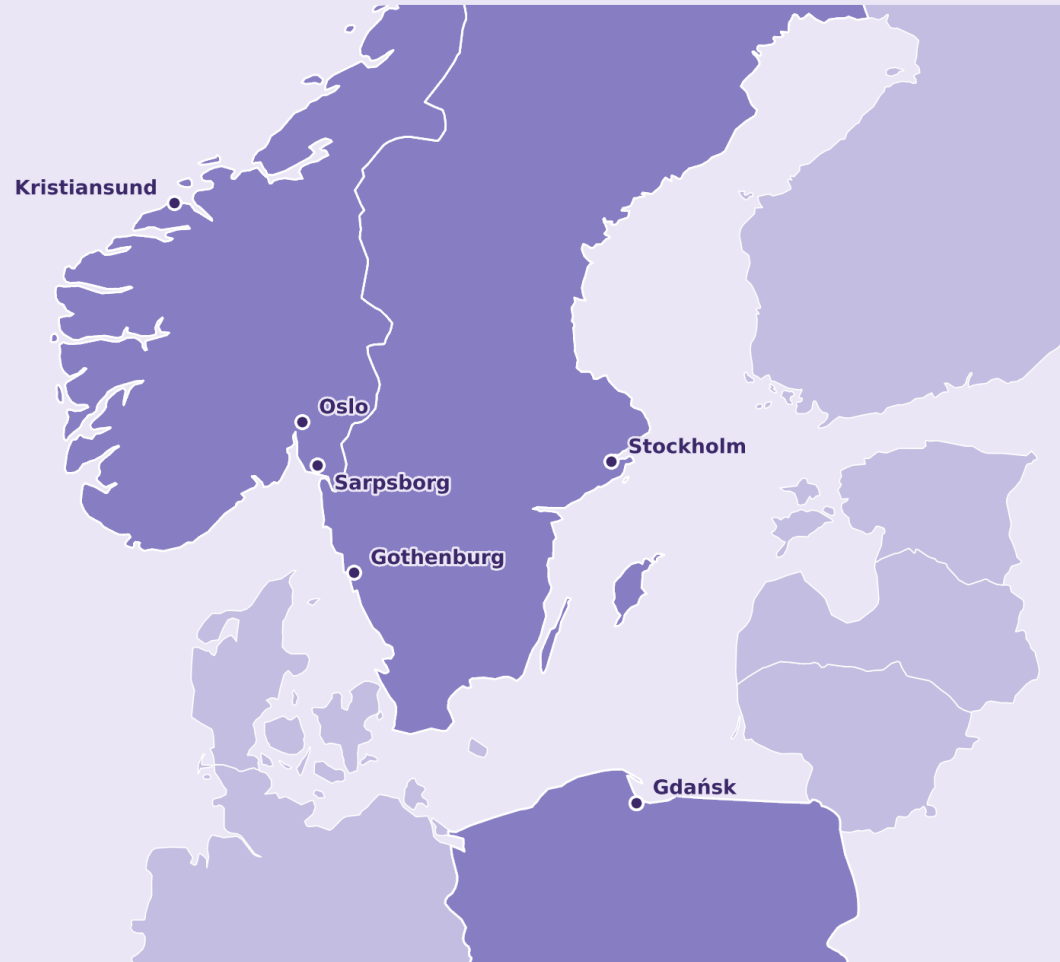 Kristiansund
Oslo
Stockholm
Sarpsborg
Gothenburg
Gdańsk